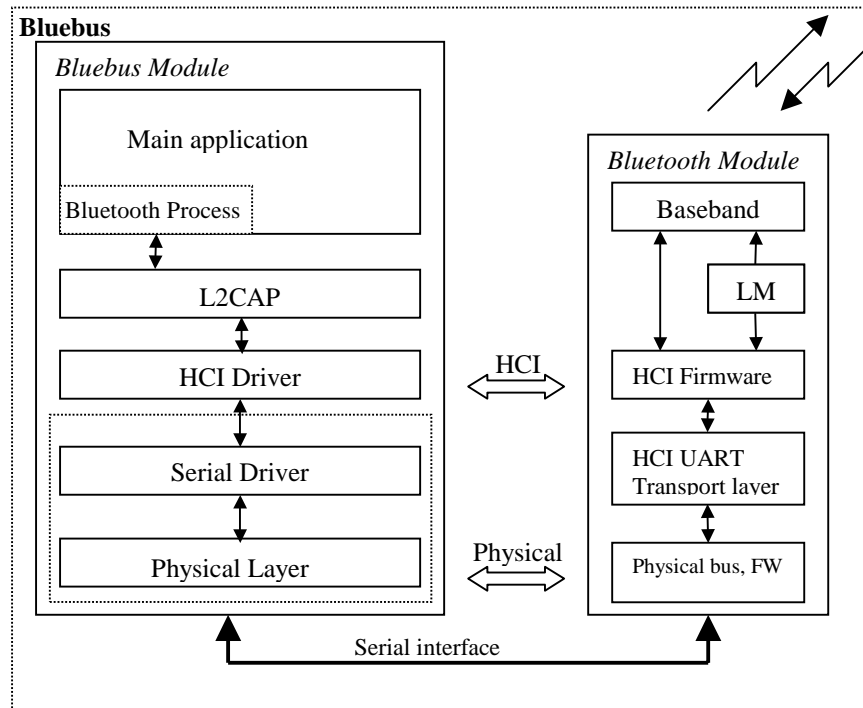 Bluebus
Bluebus Module
Main application
Bluetooth Process
L2CAP
HCI Driver
Serial Driver
Physical Layer
HCI
Physical
Bluetooth Module
Baseband
LM
HCI Firmware
HCI UART
Transport layer
Physical bus, FW
Serial interface